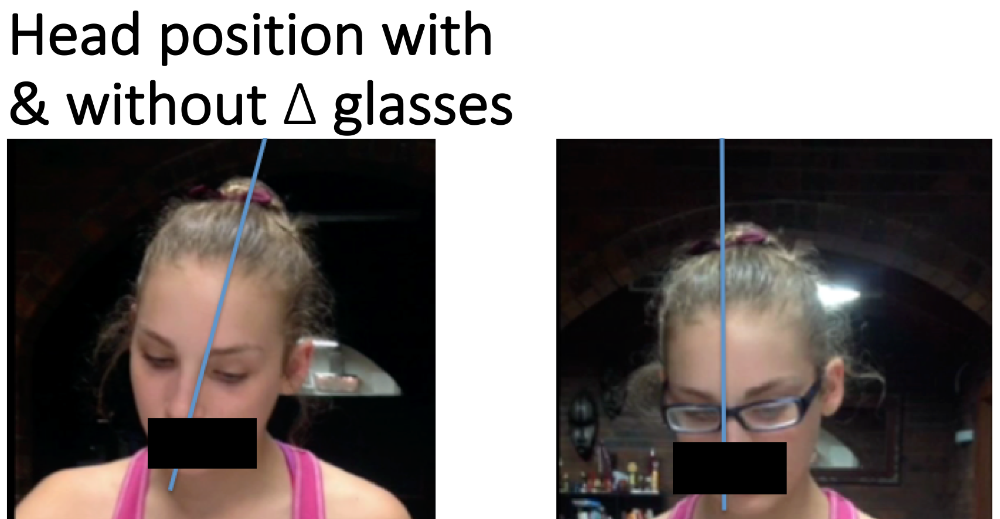 Head position with
& without Δ glasses